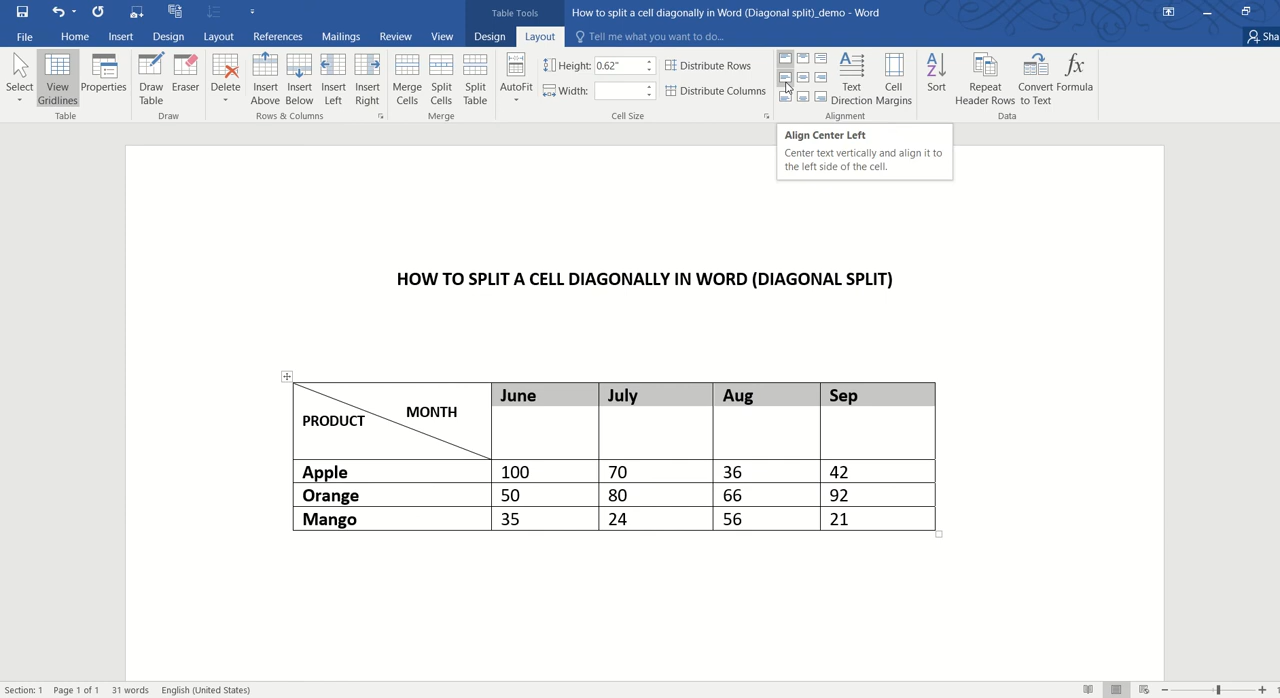 Table Tools
How to split a cell diagonally in Word (Diagonal split)_demo - Word
File Home Insert Design Layout References Mailings Review View Design Layout Tell me what you want to do... Sha
Select View Gridlines Properties
Draw Table Eraser
Delete Insert Above Insert Below Insert Left Insert Right
Merge Cells Split Cells Split Table
AutoFit Height: 0.62" Distribute Rows
Width: Distribute Columns
Text Direction Cell Margins
Sort Repeat Header Rows Convert to Text Formula
Table Draw Rows & Columns Merge Cell Size Alignment Data
Align Center Left
Center text vertically and align it to
the left side of the cell.
HOW TO SPLIT A CELL DIAGONALLY IN WORD (DIAGONAL SPLIT)
PRODUCT MONTH June July Aug Sep
Apple 100 70 36 42
Orange 50 80 66 92
Mango 35 24 56 21
Section: 1 Page 1 of 1 31 words English (United States)